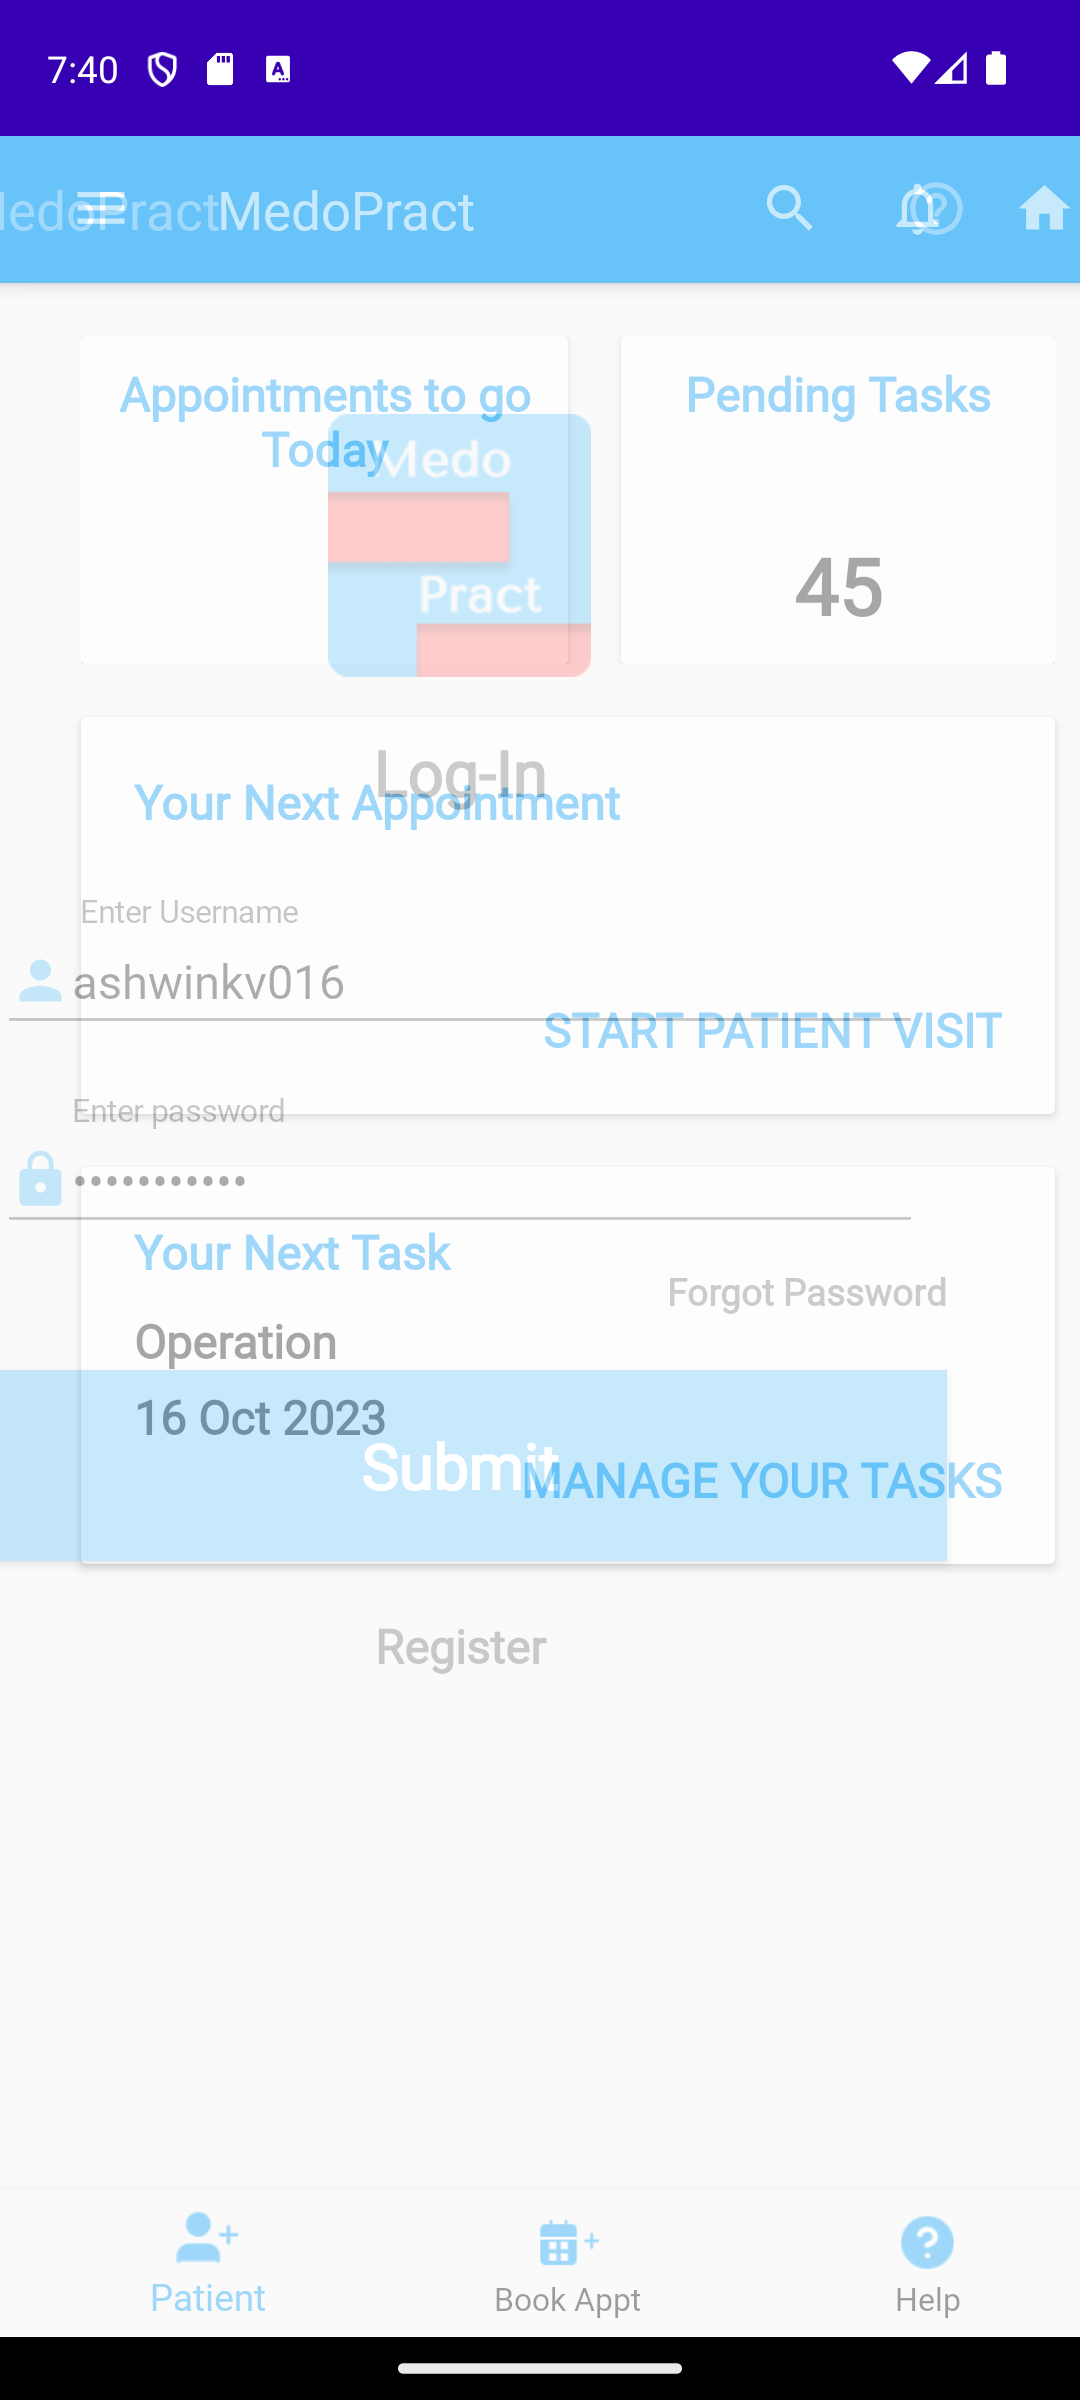 7:40
MedoPract
MedoPract
Appointments to go
Today
Pending Tasks
Medo
Pract
45
Log-In
Your Next Appointment
Enter Username
ashwinkv016
START PATIENT VISIT
Enter password
•••••••••••
Your Next Task
Forgot Password
Operation
16 Oct 2023
Submit
MANAGE YOUR TASKS
Register
Patient
Book Appt
Help